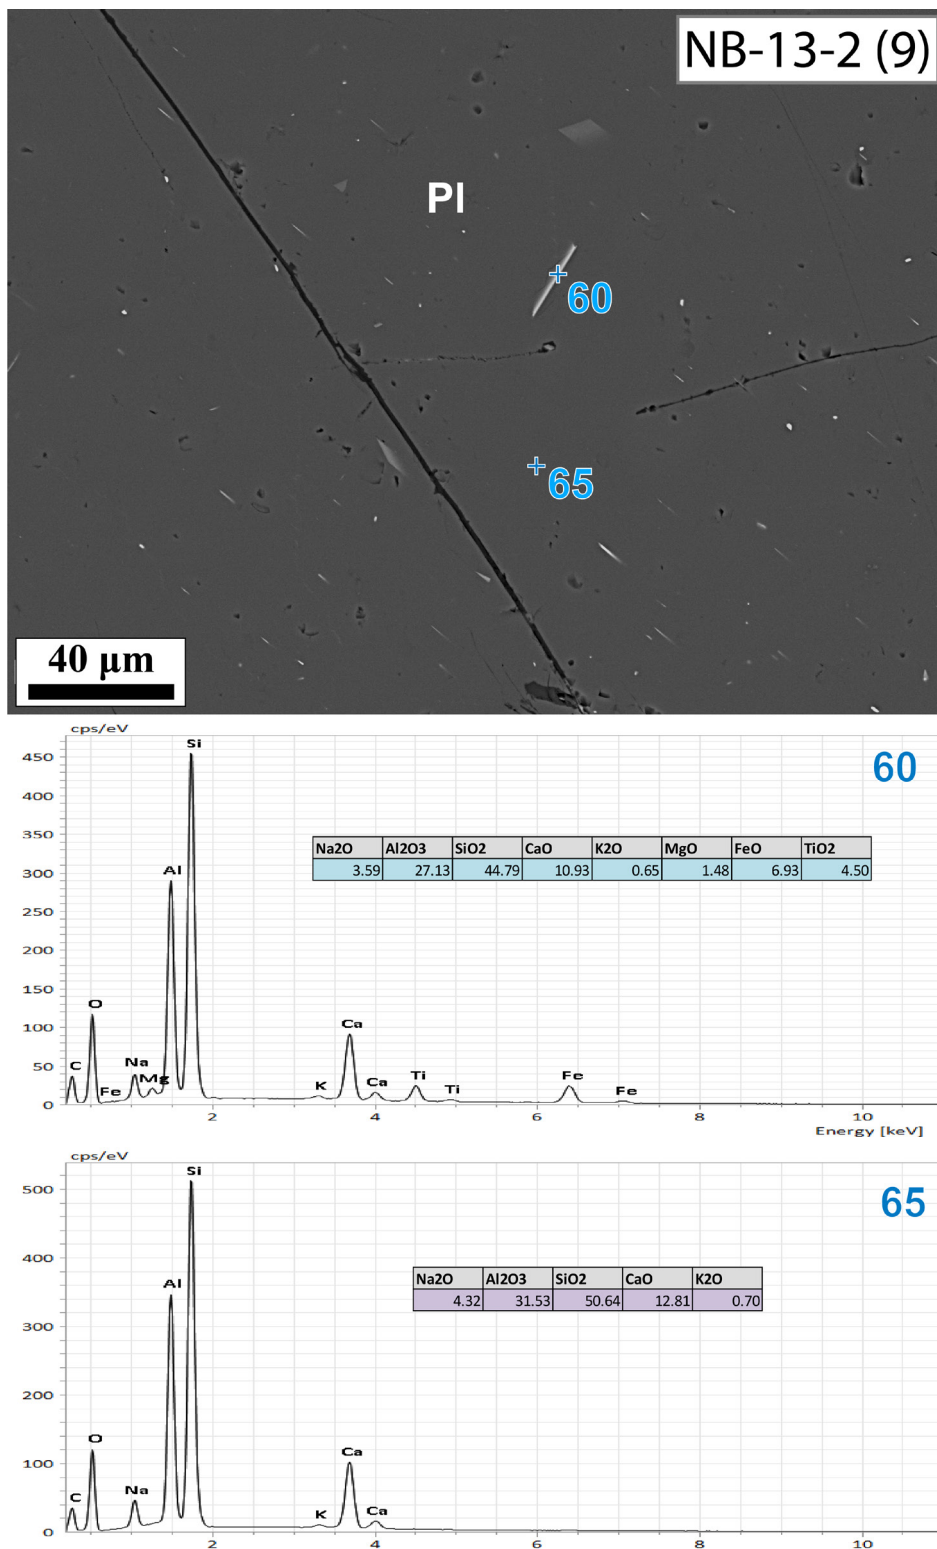 NB-13-2 (9)
Pl
60
65
40 µm
cps/eV
Si
60
450
400
350
Na2O Al2O3 SiO2 CaO K2O MgO FeO TiO2
3.59 27.13 44.79 10.93 0.65 1.48 6.93 4.50
300
Al
250
200
150
O
100
Ca
50
C Fe Na Mg K Ca Ti Ti Fe Fe
0
2 4 6 8 10
Energy [keV]
cps/eV
Si
65
500
400
Na2O Al2O3 SiO2 CaO K2O
4.32 31.53 50.64 12.81 0.70
Al
300
200
O
100
Ca
C Na K Ca
0
2 4 6 8 10